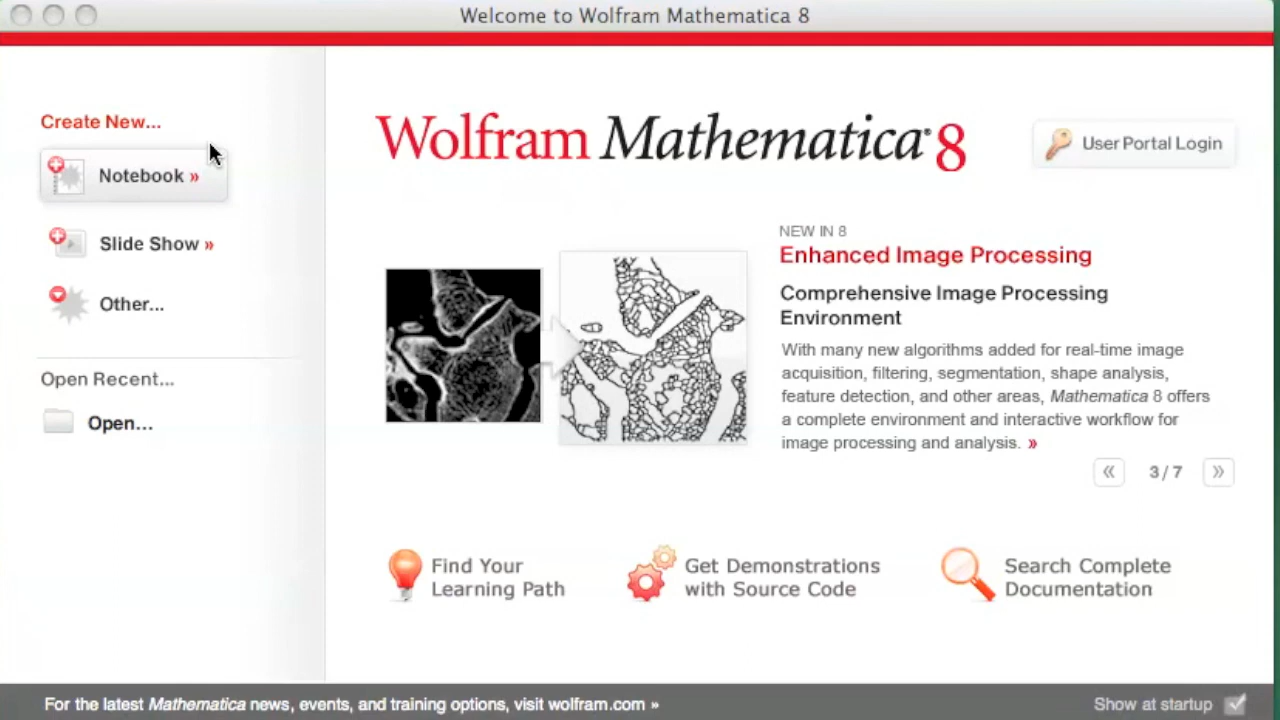 Welcome to Wolfram Mathematica 8
Create New...
Notebook »
Slide Show »
Other...
Open Recent...
Open...
Wolfram Mathematica® 8
User Portal Login
NEW IN 8
Enhanced Image Processing
Comprehensive Image Processing
Environment
With many new algorithms added for real-time image
acquisition, filtering, segmentation, shape analysis,
feature detection, and other areas, Mathematica 8 offers
a complete environment and interactive workflow for
image processing and analysis. »
« 3 / 7 »
Find Your
Learning Path
Get Demonstrations
with Source Code
Search Complete
Documentation
For the latest Mathematica news, events, and training options, visit wolfram.com »
Show at startup